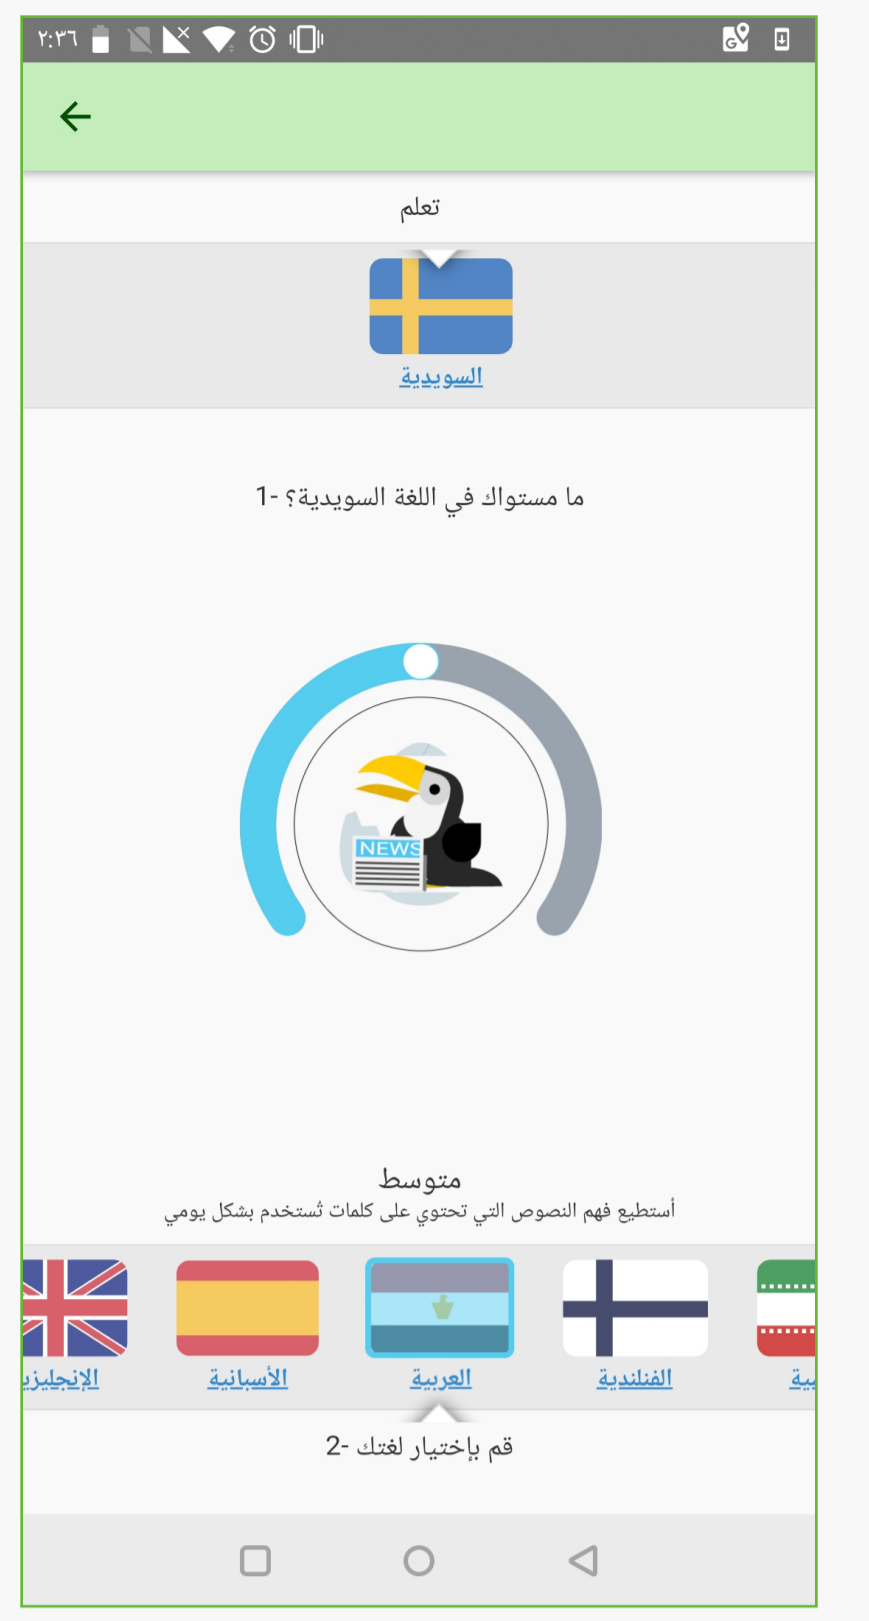 ٢:٣٦
تعلم
السويدية
ما مستواك في اللغة السويدية؟ -1
NEWS
متوسط
أستطيع فهم النصوص التي تحتوي على كلمات تُستخدم بشكل يومي
الإنجليزي الأسبانية العربية الفنلندية
قم بإختيار لغتك -2